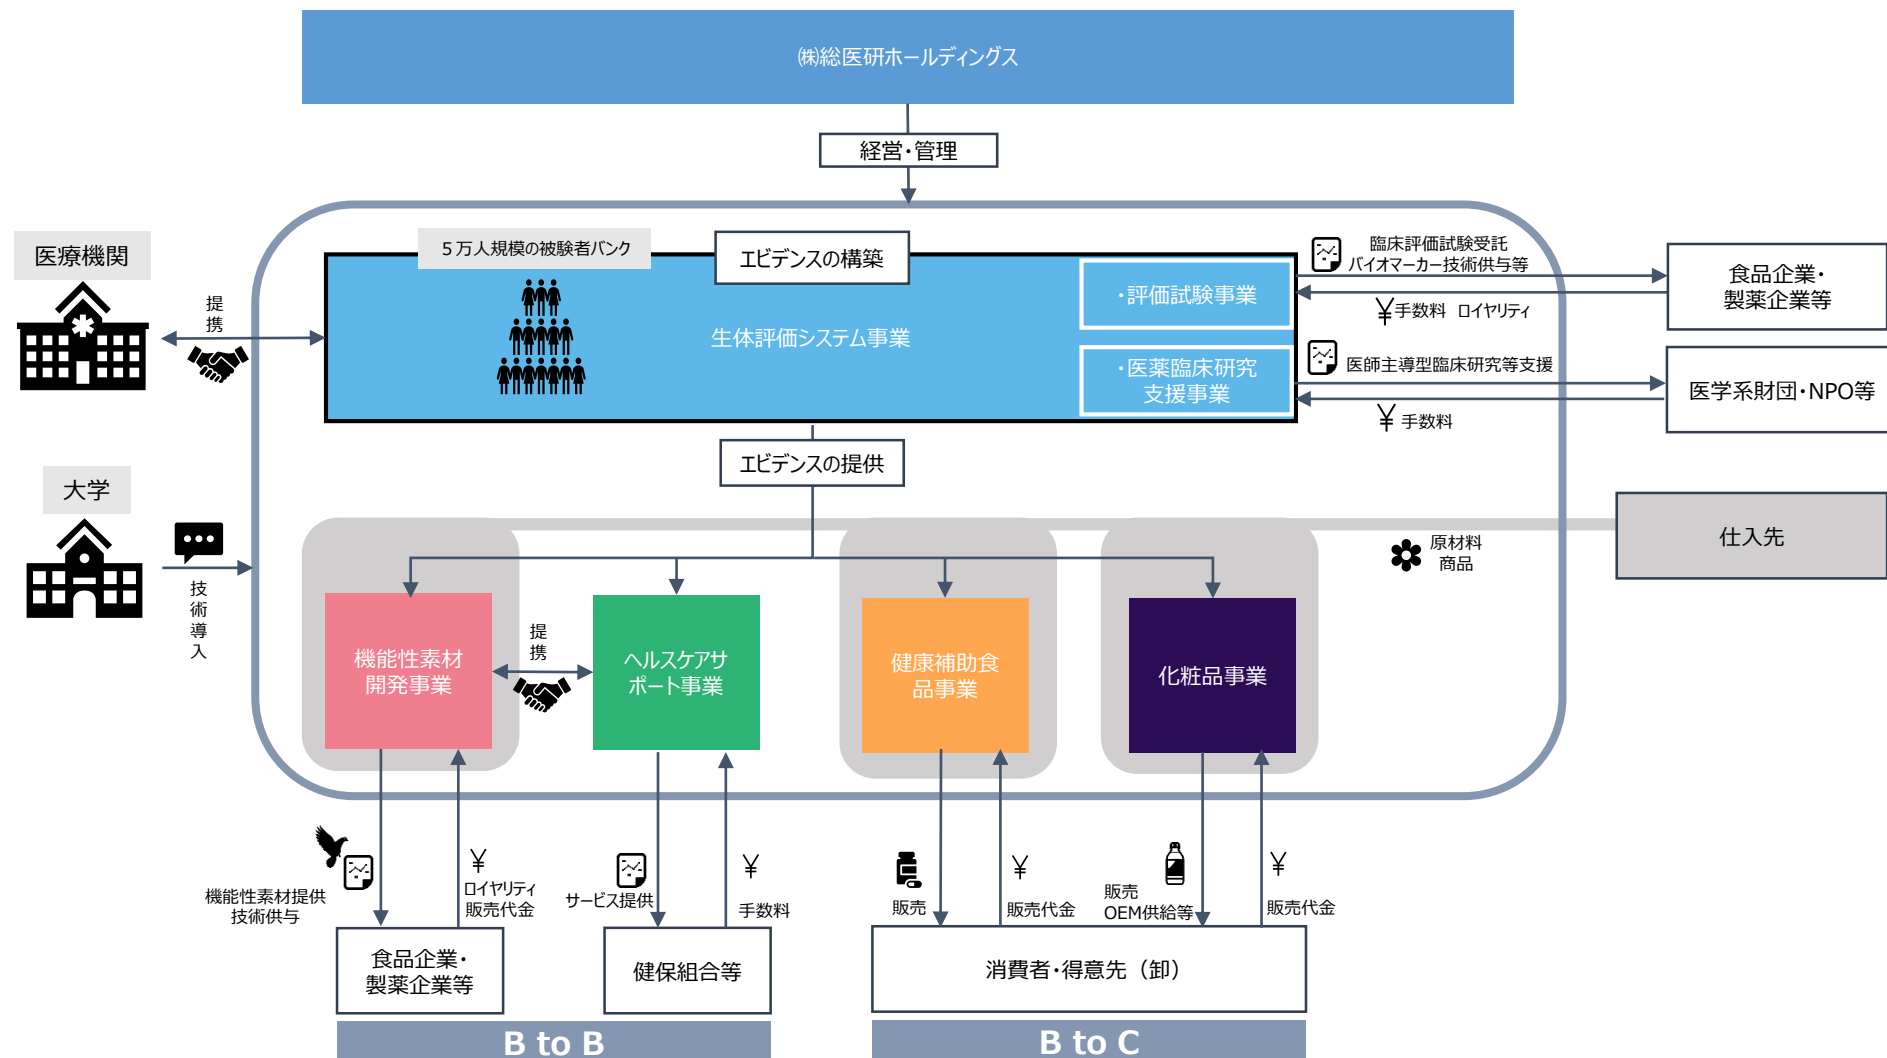 ㈱総医研ホールディングス
経営・管理
医療機関
提携
5万人規模の被験者バンク
エビデンスの構築
生体評価システム事業
・評価試験事業
・医薬臨床研究
支援事業
臨床評価試験受託
バイオマーカー技術供与等
¥手数料 ロイヤリティ
食品企業・
製薬企業等
医師主導型臨床研究等支援
¥ 手数料
医学系財団・NPO等
エビデンスの提供
大学
技術導入
仕入先
原材料
商品
機能性素材
開発事業
提携
ヘルスケアサ
ポート事業
健康補助食
品事業
化粧品事業
機能性素材提供
技術供与
¥
ロイヤリティ
販売代金
サービス提供
¥
手数料
販売
¥
販売代金
販売
OEM供給等
¥
販売代金
食品企業・
製薬企業等
健保組合等
消費者・得意先（卸）
B to B
B to C